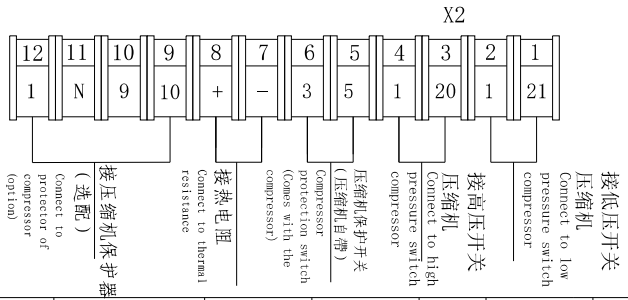 X2
12 11 10 9 8 7 6 5 4 3 2 1
1 N 9 10 + - 3 5 1 20 1 21
接压缩机保护器
(选配)
Connect to
protector of
compressor
(option)
接热电阻
Connect to thermal
resistance
压缩机保护开关
(压缩机自带)
Compressor
protection switch
(Comes with the
compressor)
接高压开关
压缩机
Connect to high
pressure switch
compressor
接低压开关
压缩机
Connect to low
pressure switch
compressor